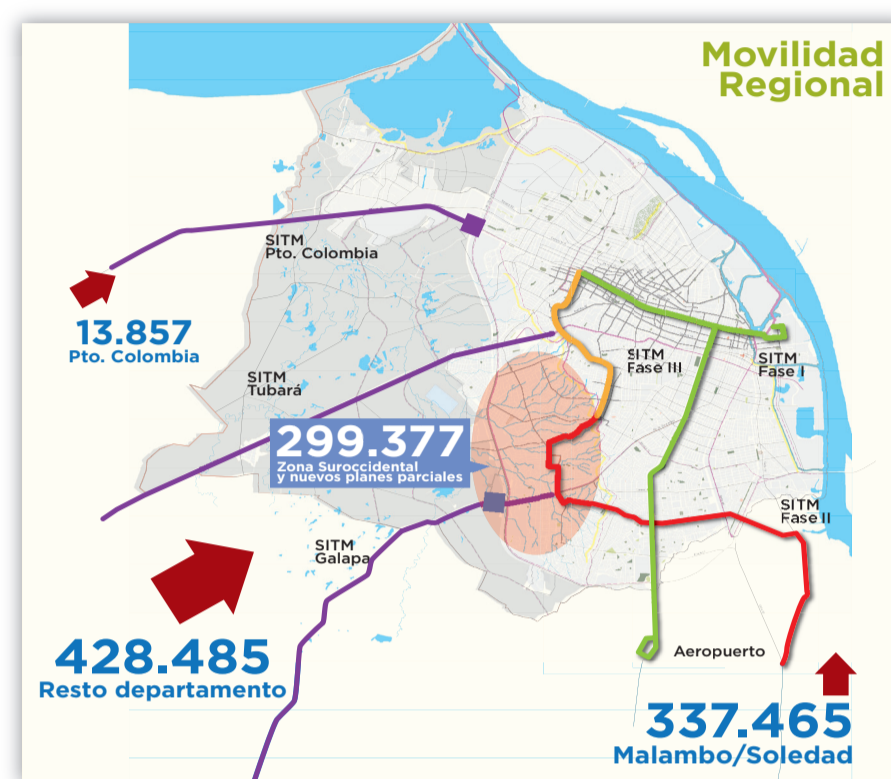 Movilidad
Regional
SITM
Pto. Colombia
13.857
Pto. Colombia
SITM
Fase III
SITM
Fase I
SITM
Tubará
299.377
Zona Suroccidental
y nuevos planes parciales
SITM
Fase II
SITM
Galapa
428.485
Resto departamento
Aeropuerto
337.465
Malambo/Soledad